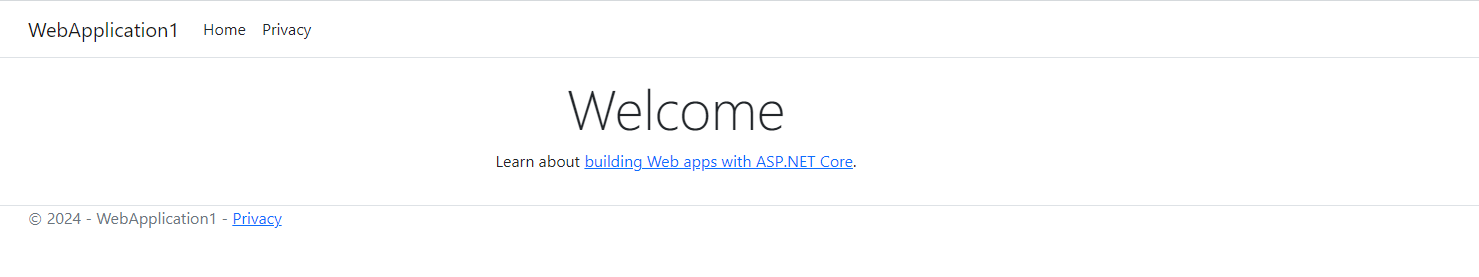 WebApplication1 Home Privacy
Welcome
Learn about building Web apps with ASP.NET Core.
© 2024 - WebApplication1 - Privacy